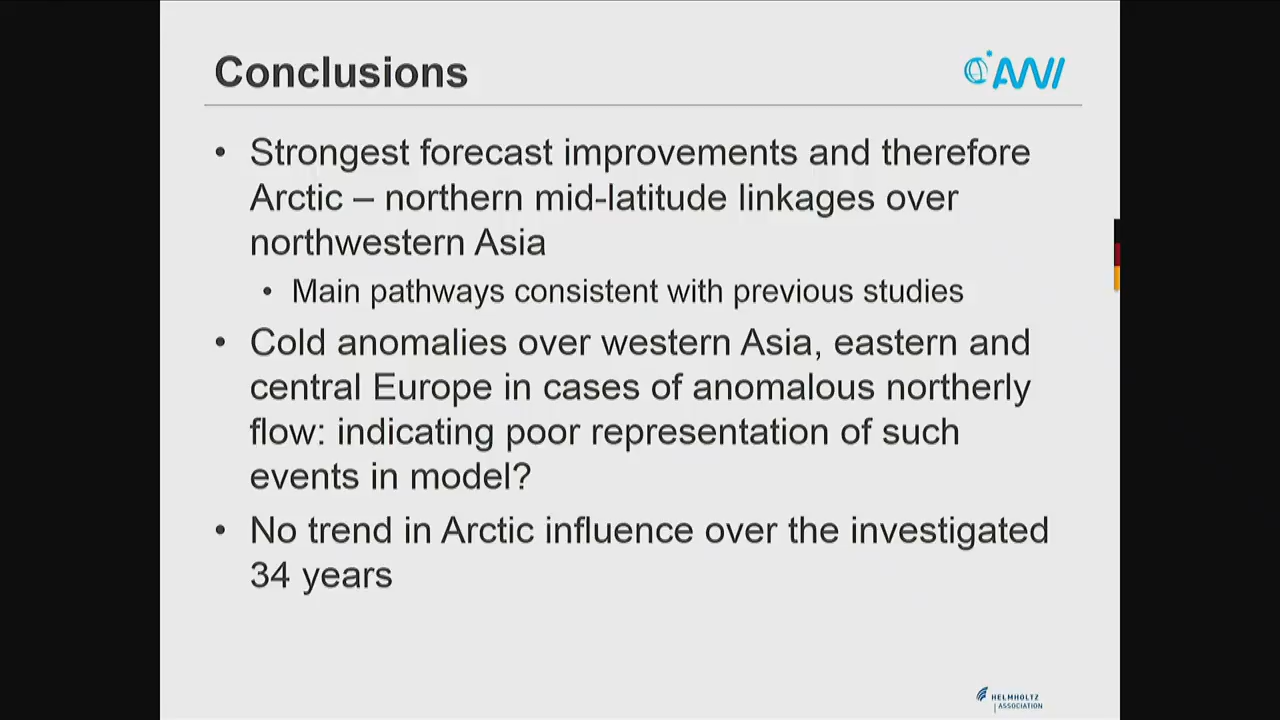 Conclusions
AWI
• Strongest forecast improvements and therefore
Arctic – northern mid-latitude linkages over
northwestern Asia
• Main pathways consistent with previous studies
• Cold anomalies over western Asia, eastern and
central Europe in cases of anomalous northerly
flow: indicating poor representation of such
events in model?
• No trend in Arctic influence over the investigated
34 years
HELMHOLTZ
ASSOCIATION